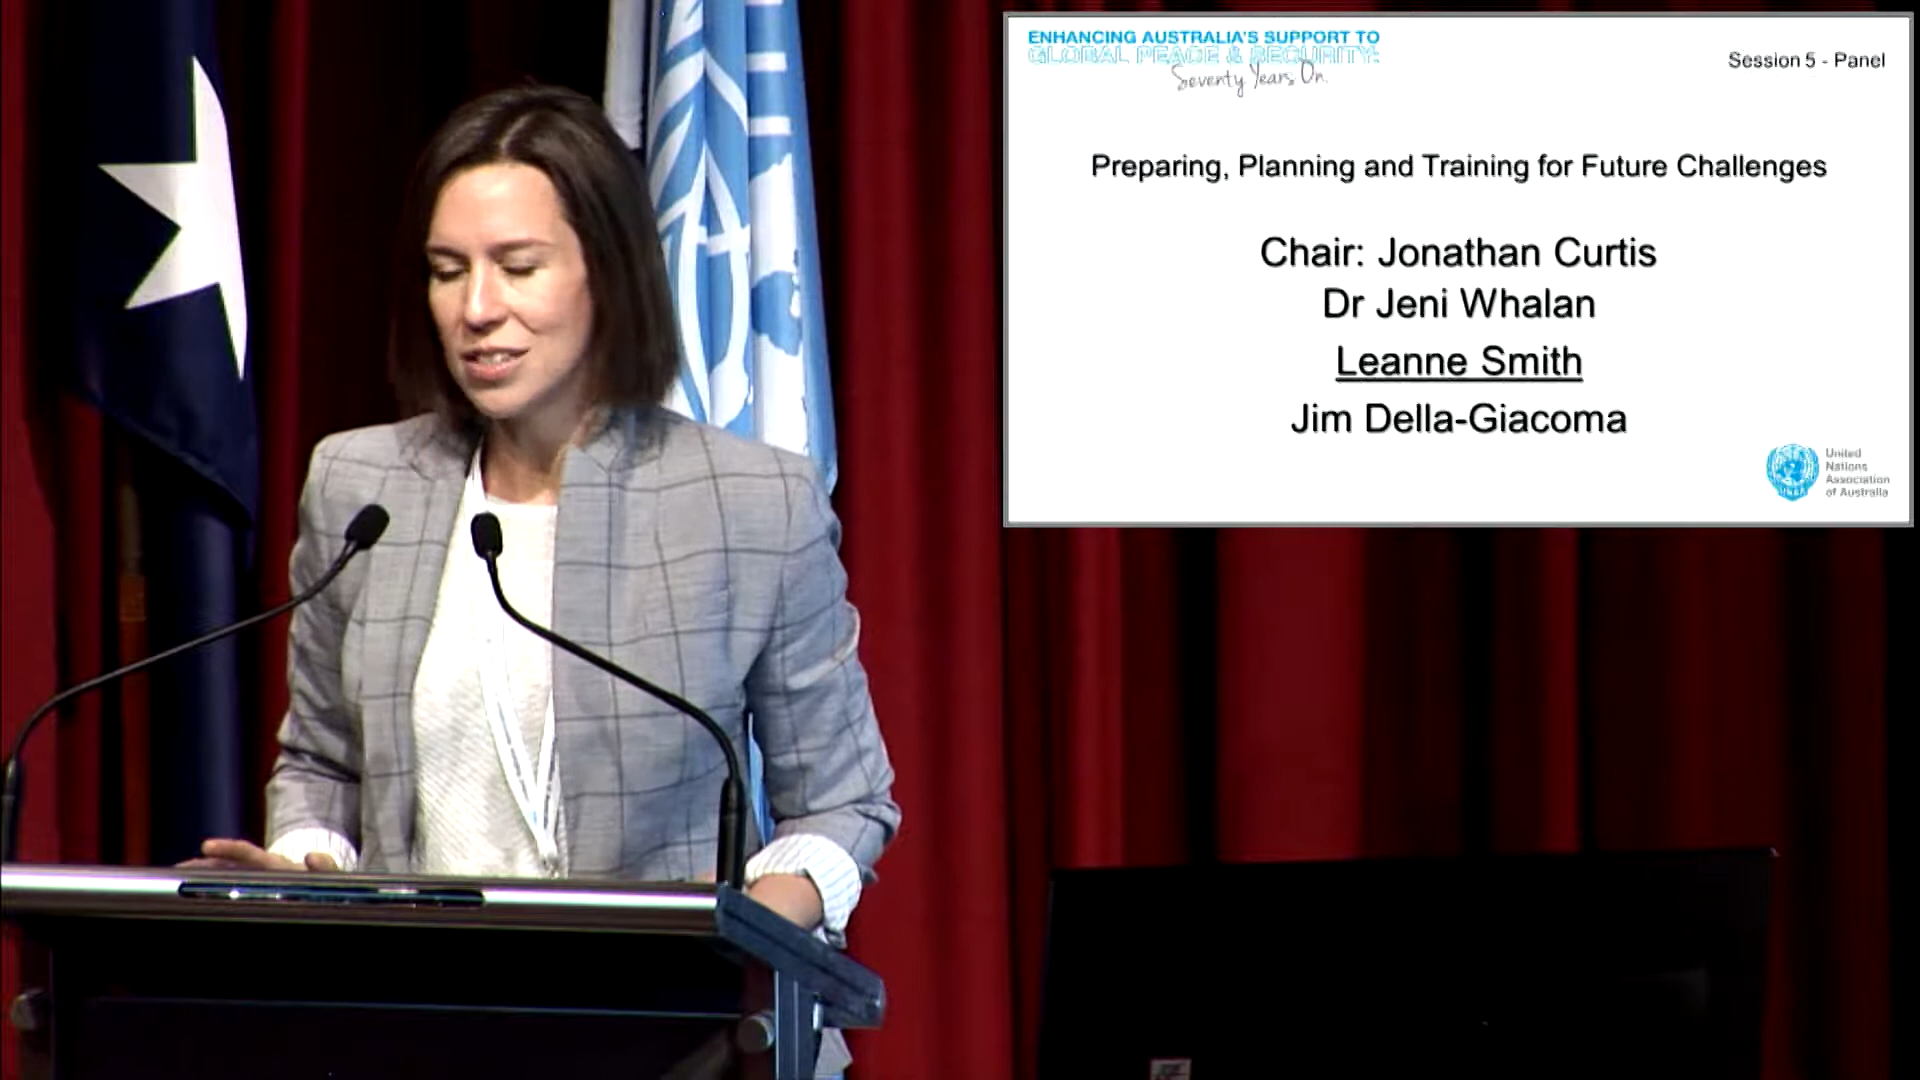 ENHANCING AUSTRALIA'S SUPPORT TO
GLOBAL PEACE & SECURITY:
Seventy Years On.
Session 5 - Panel
Preparing, Planning and Training for Future Challenges
Chair: Jonathan Curtis
Dr Jeni Whalan
Leanne Smith
Jim Della-Giacoma
United
Nations
Association
of Australia